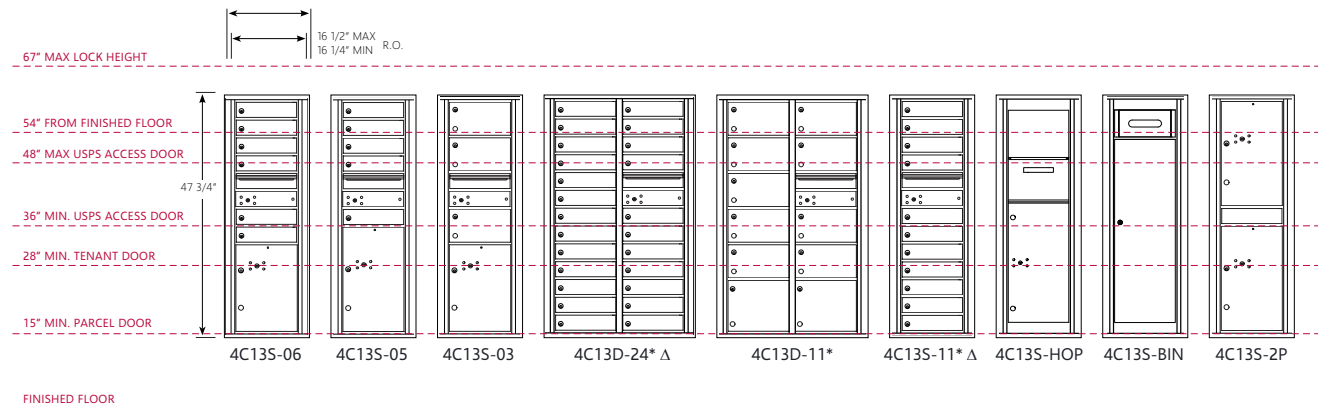 16 1/2" MAX
16 1/4" MIN R.O.
67" MAX LOCK HEIGHT
54" FROM FINISHED FLOOR
48" MAX USPS ACCESS DOOR
47 3/4"
36" MIN. USPS ACCESS DOOR
28" MIN. TENANT DOOR
15" MIN. PARCEL DOOR
4C13S-06 4C13S-05 4C13S-03 4C13D-24* Δ 4C13D-11* 4C13S-11* Δ 4C13S-HOP 4C13S-BIN 4C13S-2P
FINISHED FLOOR